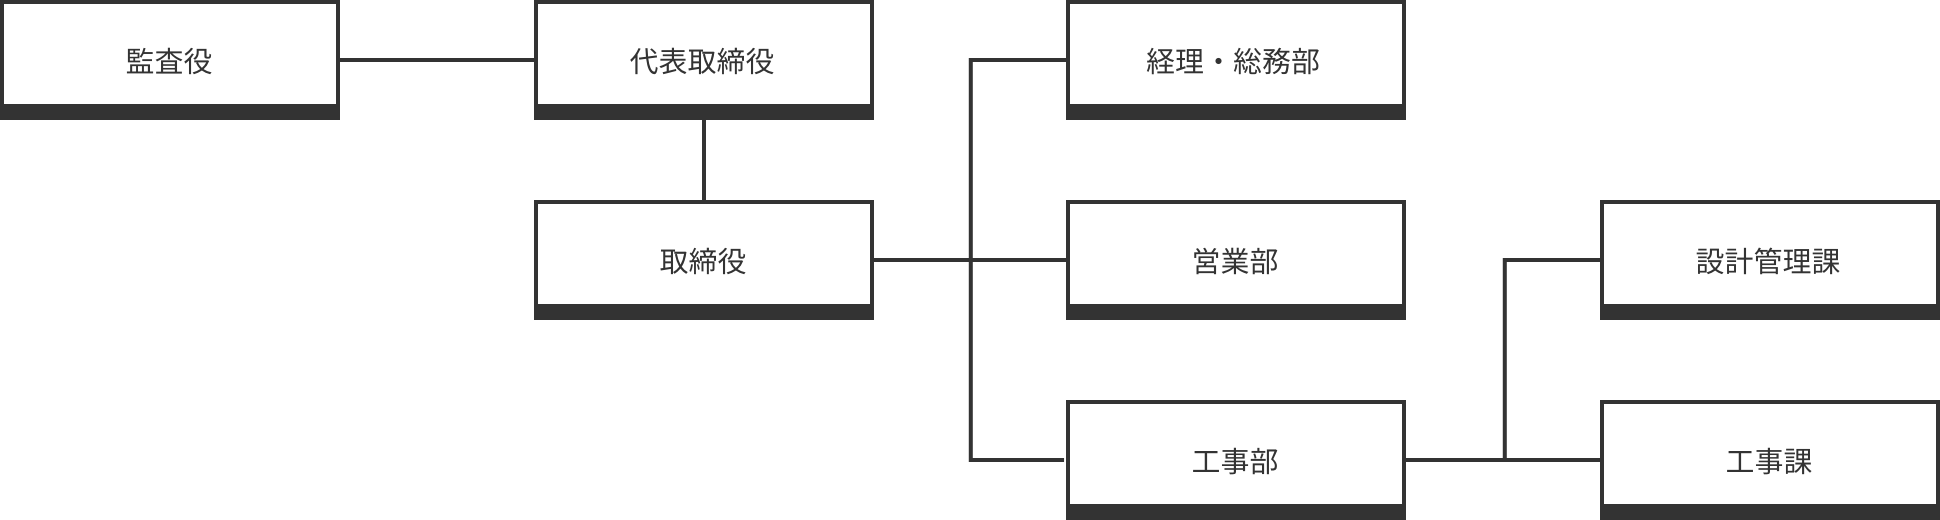 監査役
代表取締役
経理・総務部
取締役
営業部
設計管理課
工事部
工事課